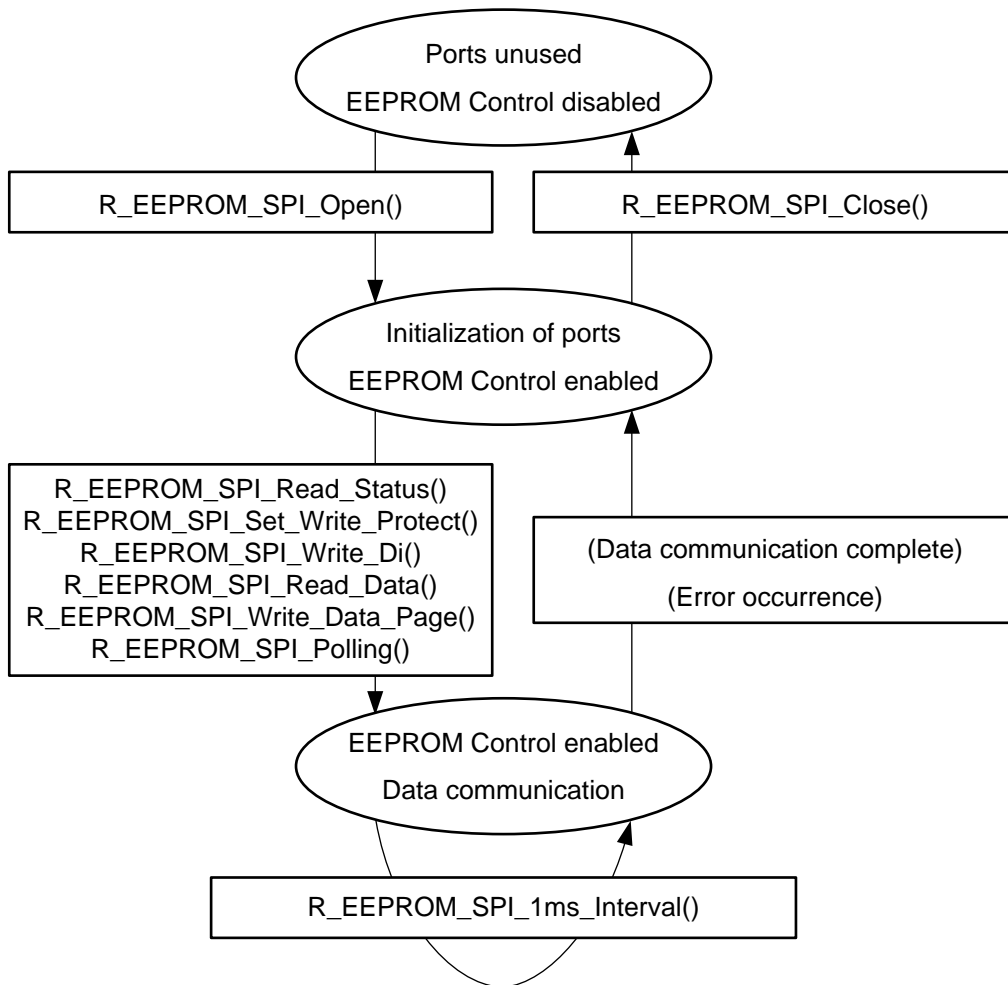 Ports unused
EEPROM Control disabled
R_EEPROM_SPI_Open()
R_EEPROM_SPI_Close()
Initialization of ports
EEPROM Control enabled
R_EEPROM_SPI_Read_Status()
R_EEPROM_SPI_Set_Write_Protect()
R_EEPROM_SPI_Write_Di()
R_EEPROM_SPI_Read_Data()
R_EEPROM_SPI_Write_Data_Page()
R_EEPROM_SPI_Polling()
(Data communication complete)
(Error occurrence)
EEPROM Control enabled
Data communication
R_EEPROM_SPI_1ms_Interval()